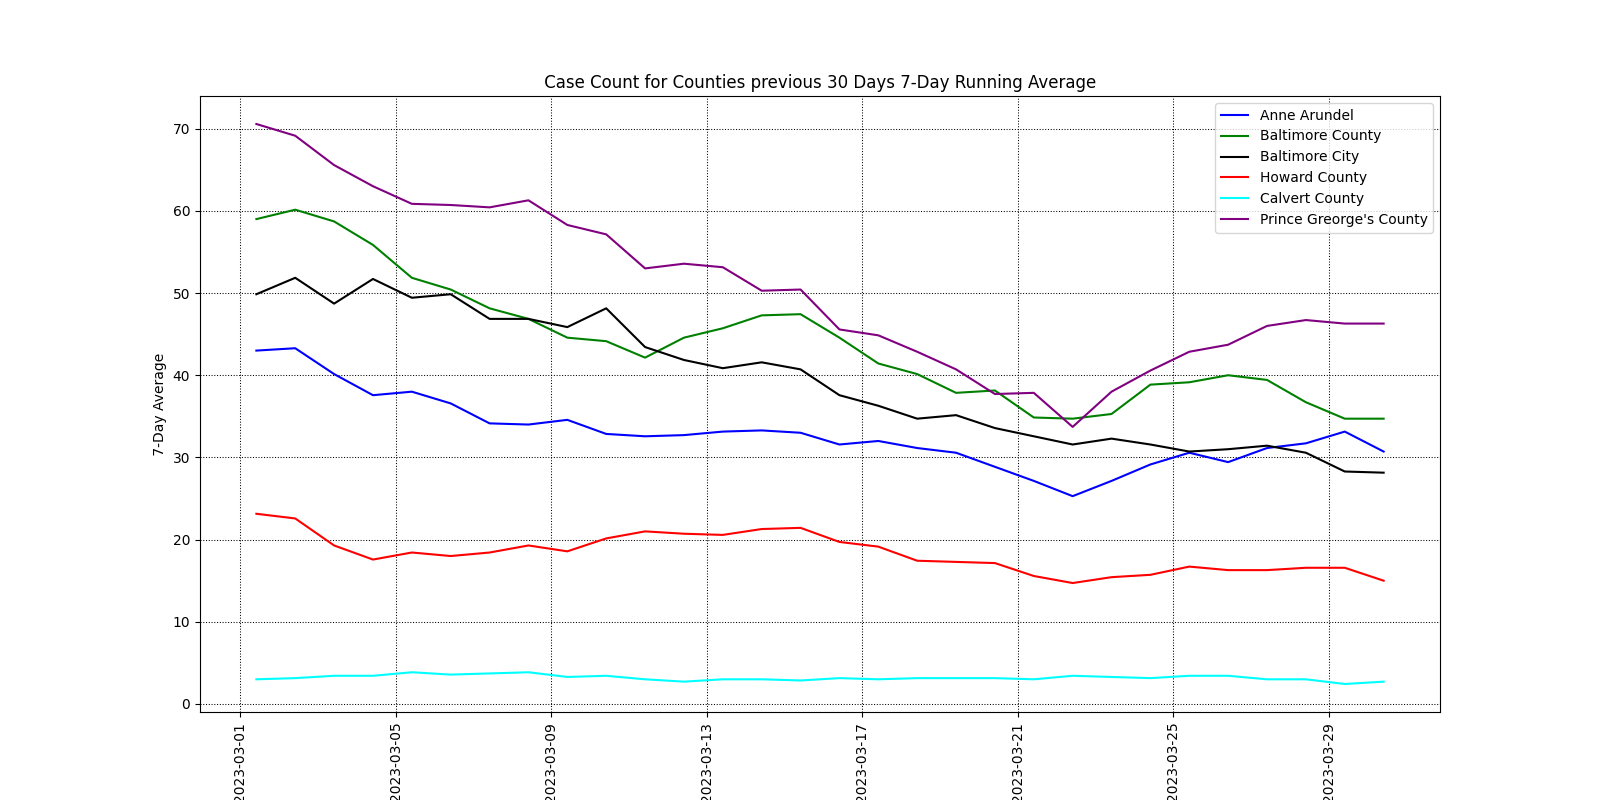 Case Count for Counties previous 30 Days 7-Day Running Average
Anne Arundel
Baltimore County
Baltimore City
Howard County
Calvert County
Prince Greorge's County
7-Day Average
70
60
50
40
30
20
10
0
2023-03-01
2023-03-05
2023-03-09
2023-03-13
2023-03-17
2023-03-21
2023-03-25
2023-03-29